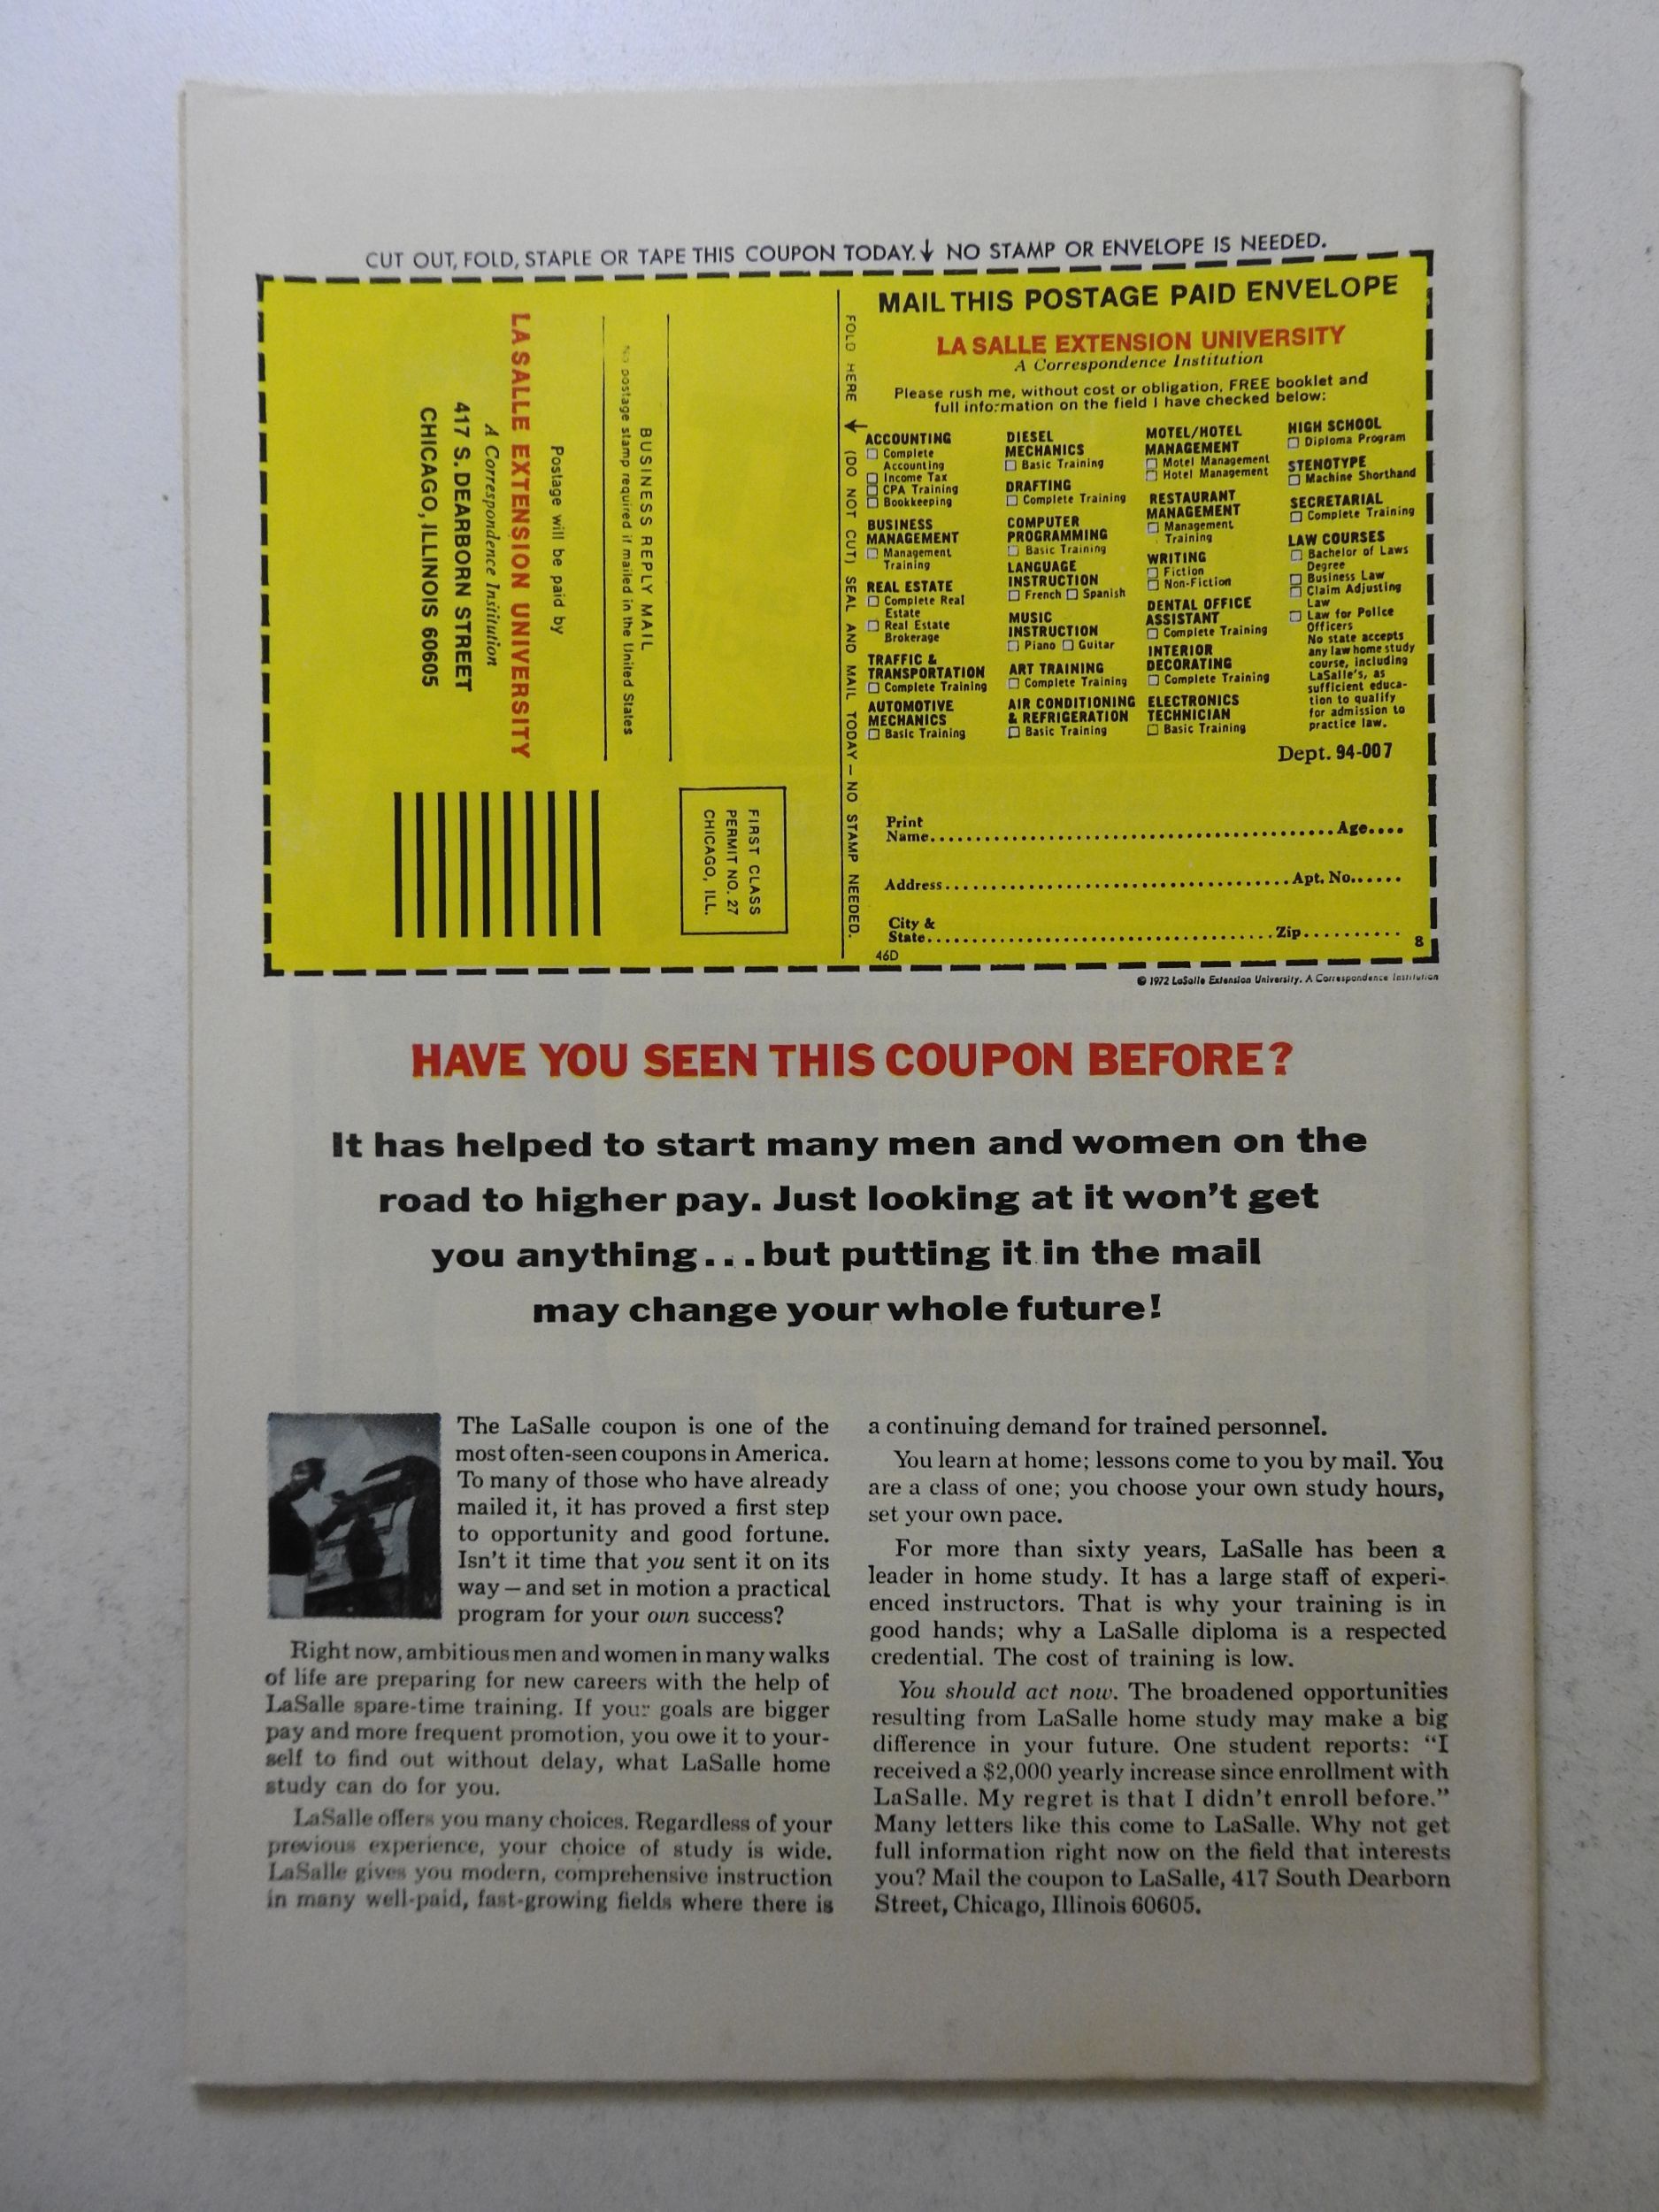 CUT OUT, FOLD, STAPLE OR TAPE THIS COUPON TODAY.↓ NO STAMP OR ENVELOPE IS NEEDED.
LA SALLE EXTENSION UNIVERSITY
A Correspondence Institution
417 S. DEARBORN STREET
CHICAGO, ILLINOIS 60605
Postage will be paid by
BUSINESS REPLY MAIL
No postage stamp required if mailed in the United States
FIRST CLASS
PERMIT NO. 27
CHICAGO, ILL.
FOLD HERE ↓ (DO NOT CUT) SEAL AND MAIL TODAY — NO STAMP NEEDED.
MAIL THIS POSTAGE PAID ENVELOPE
LA SALLE EXTENSION UNIVERSITY
A Correspondence Institution
Please rush me, without cost or obligation, FREE booklet and
full information on the field I have checked below:
ACCOUNTING
☐ Complete
Accounting
☐ Income Tax
☐ CPA Training
☐ Bookkeeping
BUSINESS
MANAGEMENT
☐ Management
Training
REAL ESTATE
☐ Complete Real
Estate
☐ Real Estate
Brokerage
TRAFFIC &
TRANSPORTATION
☐ Complete Training
AUTOMOTIVE
MECHANICS
☐ Basic Training
DIESEL
MECHANICS
☐ Basic Training
DRAFTING
☐ Complete Training
COMPUTER
PROGRAMMING
☐ Basic Training
LANGUAGE
INSTRUCTION
☐ French ☐ Spanish
MUSIC
INSTRUCTION
☐ Piano ☐ Guitar
ART TRAINING
☐ Complete Training
AIR CONDITIONING
& REFRIGERATION
☐ Basic Training
MOTEL/HOTEL
MANAGEMENT
☐ Motel Management
☐ Hotel Management
RESTAURANT
MANAGEMENT
☐ Management
Training
WRITING
☐ Fiction
☐ Non-Fiction
DENTAL OFFICE
ASSISTANT
☐ Complete Training
INTERIOR
DECORATING
☐ Complete Training
ELECTRONICS
TECHNICIAN
☐ Basic Training
HIGH SCHOOL
☐ Diploma Program
STENOTYPE
☐ Machine Shorthand
SECRETARIAL
☐ Complete Training
LAW COURSES
☐ Bachelor of Laws
Degree
☐ Business Law
☐ Claim Adjusting
Law
☐ Law for Police
Officers
No state accepts
any law home study
course, including
LaSalle's, as
sufficient educa-
tion to qualify
for admission to
practice law.
Dept. 94-007
Print
Name.......... Age....
Address.......... Apt. No......
City &
State.......... Zip..........
46D 8
© 1972 LaSalle Extension University. A Correspondence Institution
HAVE YOU SEEN THIS COUPON BEFORE?
It has helped to start many men and women on the
road to higher pay. Just looking at it won't get
you anything...but putting it in the mail
may change your whole future!
The LaSalle coupon is one of the
most often-seen coupons in America.
To many of those who have already
mailed it, it has proved a first step
to opportunity and good fortune.
Isn't it time that you sent it on its
way—and set in motion a practical
program for your own success?
Right now, ambitious men and women in many walks
of life are preparing for new careers with the help of
LaSalle spare-time training. If your goals are bigger
pay and more frequent promotion, you owe it to your-
self to find out without delay, what LaSalle home
study can do for you.
LaSalle offers you many choices. Regardless of your
previous experience, your choice of study is wide.
LaSalle gives you modern, comprehensive instruction
in many well-paid, fast-growing fields where there is
a continuing demand for trained personnel.
You learn at home; lessons come to you by mail. You
are a class of one; you choose your own study hours,
set your own pace.
For more than sixty years, LaSalle has been a
leader in home study. It has a large staff of experi-
enced instructors. That is why your training is in
good hands; why a LaSalle diploma is a respected
credential. The cost of training is low.
You should act now. The broadened opportunities
resulting from LaSalle home study may make a big
difference in your future. One student reports: "I
received a $2,000 yearly increase since enrollment with
LaSalle. My regret is that I didn't enroll before."
Many letters like this come to LaSalle. Why not get
full information right now on the field that interests
you? Mail the coupon to LaSalle, 417 South Dearborn
Street, Chicago, Illinois 60605.